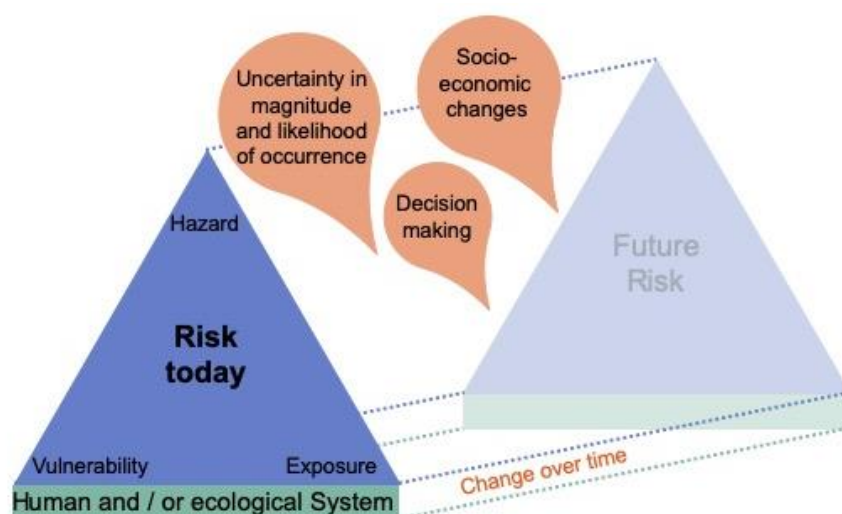 Uncertainty in
magnitude
and likelihood
of occurrence
Socio-
economic
changes
Decision
making
Hazard
Risk
today
Vulnerability
Exposure
Human and / or ecological System
Future
Risk
Change over time